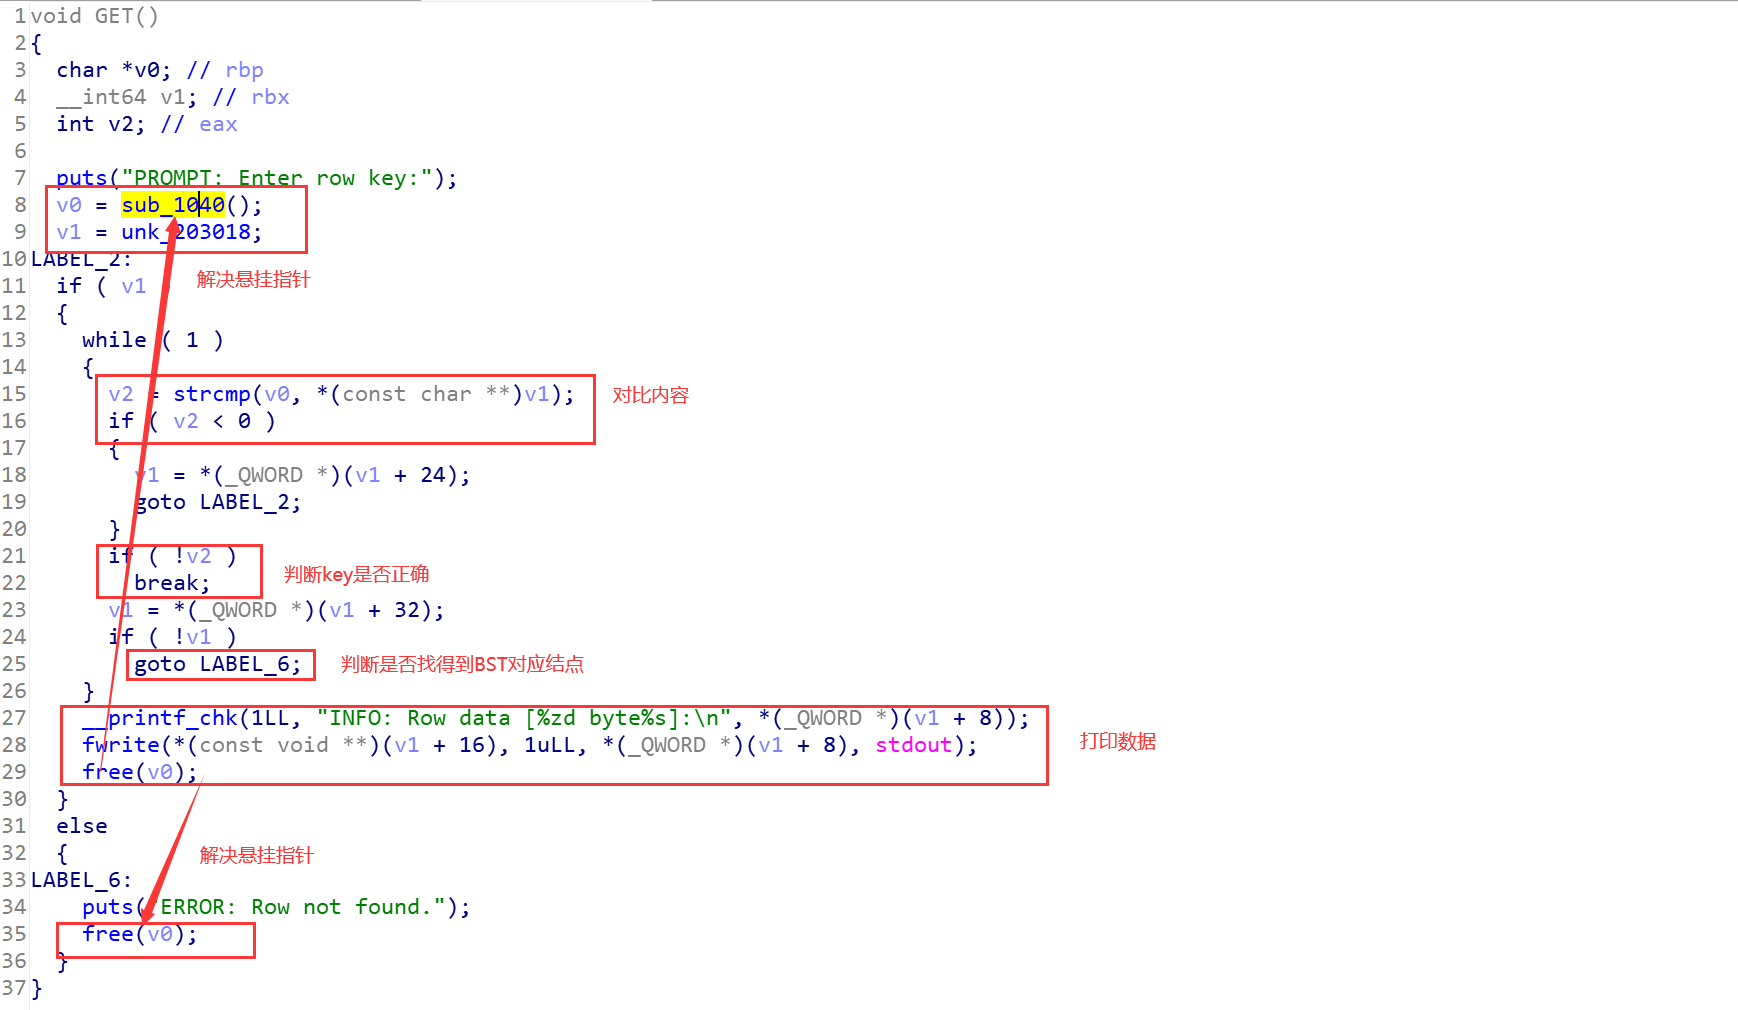 1 void GET()
2 {
3 char *v0; // rbp
4 __int64 v1; // rbx
5 int v2; // eax
6
7 puts("PROMPT: Enter row key:");
8 v0 = sub_1040();
9 v1 = unk_203018;
10 LABEL_2:
解决悬挂指针
11 if ( v1
12 {
13 while ( 1 )
14 {
15 v2 = strcmp(v0, *(const char **)v1); 对比内容
16 if ( v2 < 0 )
17 {
18 v1 = *(_QWORD *)(v1 + 24);
19 goto LABEL_2;
20 }
21 if ( !v2 )
判断key是否正确
22 break;
23 v1 = *(_QWORD *)(v1 + 32);
24 if ( !v1 )
25 goto LABEL_6; 判断是否找得到BST对应结点
26 }
27 __printf_chk(1LL, "INFO: Row data [%zd byte%s]:\n", *(_QWORD *)(v1 + 8));
28 fwrite(*(const void **)(v1 + 16), 1uLL, *(_QWORD *)(v1 + 8), stdout); 打印数据
29 free(v0);
30 }
31 else
32 { 解决悬挂指针
33 LABEL_6:
34 puts("ERROR: Row not found.");
35 free(v0);
36 }
37 }